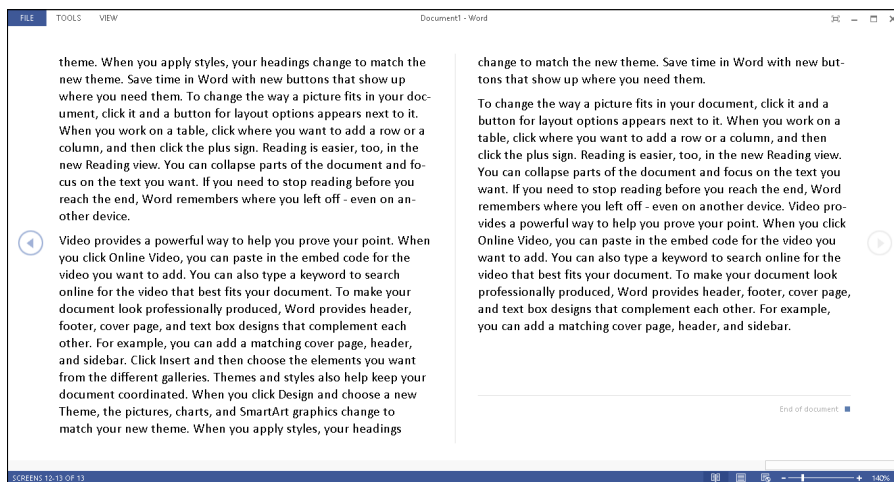 FILE TOOLS VIEW Document1 - Word
theme. When you apply styles, your headings change to match the
new theme. Save time in Word with new buttons that show up
where you need them. To change the way a picture fits in your doc-
ument, click it and a button for layout options appears next to it.
When you work on a table, click where you want to add a row or a
column, and then click the plus sign. Reading is easier, too, in the
new Reading view. You can collapse parts of the document and fo-
cus on the text you want. If you need to stop reading before you
reach the end, Word remembers where you left off - even on an-
other device.
Video provides a powerful way to help you prove your point. When
you click Online Video, you can paste in the embed code for the
video you want to add. You can also type a keyword to search
online for the video that best fits your document. To make your
document look professionally produced, Word provides header,
footer, cover page, and text box designs that complement each
other. For example, you can add a matching cover page, header,
and sidebar. Click Insert and then choose the elements you want
from the different galleries. Themes and styles also help keep your
document coordinated. When you click Design and choose a new
Theme, the pictures, charts, and SmartArt graphics change to
match your new theme. When you apply styles, your headings
change to match the new theme. Save time in Word with new but-
tons that show up where you need them.
To change the way a picture fits in your document, click it and a
button for layout options appears next to it. When you work on a
table, click where you want to add a row or a column, and then
click the plus sign. Reading is easier, too, in the new Reading view.
You can collapse parts of the document and focus on the text you
want. If you need to stop reading before you reach the end, Word
remembers where you left off - even on another device. Video pro-
vides a powerful way to help you prove your point. When you click
Online Video, you can paste in the embed code for the video you
want to add. You can also type a keyword to search online for the
video that best fits your document. To make your document look
professionally produced, Word provides header, footer, cover page,
and text box designs that complement each other. For example,
you can add a matching cover page, header, and sidebar.
End of document
SCREENS 12-13 OF 13 140%